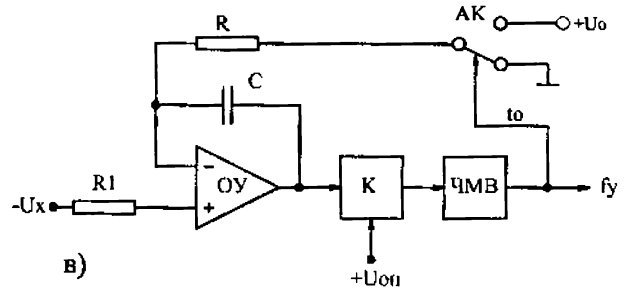 АК
+Uo
R
C
to
-Ux
R1
-
+
ОУ
К
ЧМВ
fy
+Uоп
в)